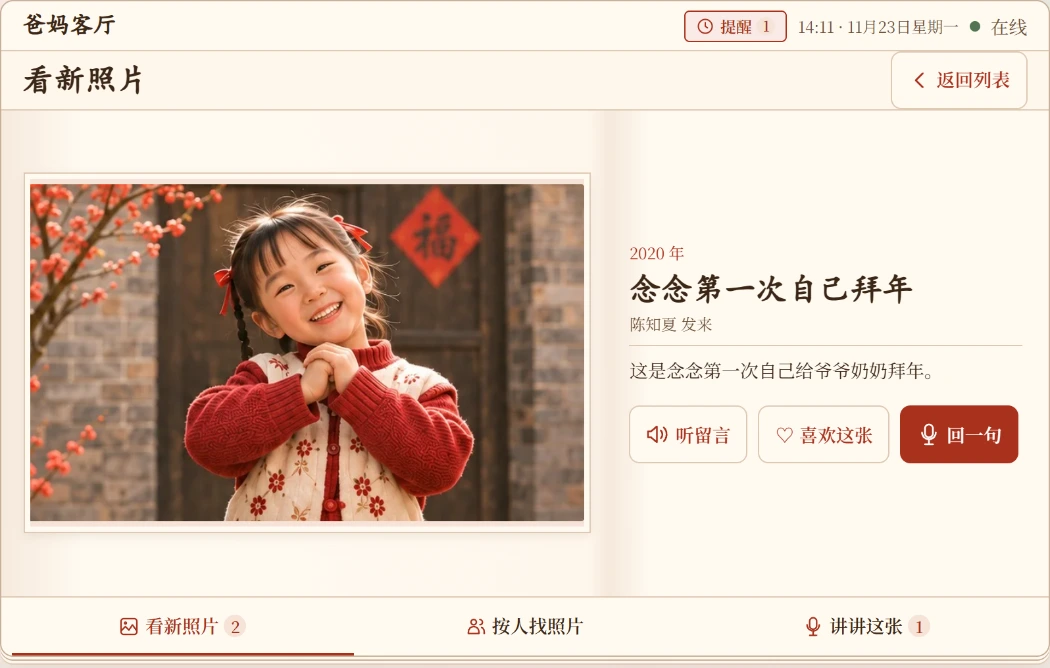 爸妈客厅
提醒 1
14:11 · 11月23日星期一
在线
看新照片
返回列表
福
2020 年
念念第一次自己拜年
陈知夏 发来
这是念念第一次自己给爷爷奶奶拜年。
听留言
喜欢这张
回一句
看新照片 2
按人找照片
讲讲这张 1